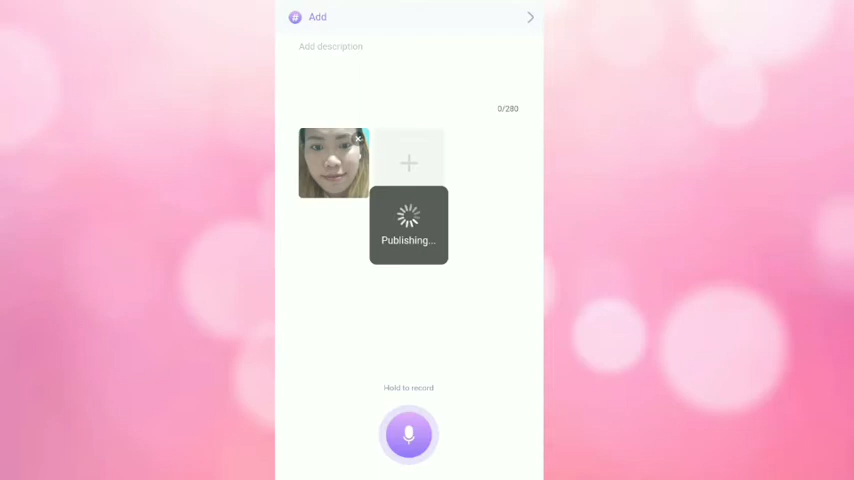 # Add
Add description
0/280
Publishing...
Hold to record